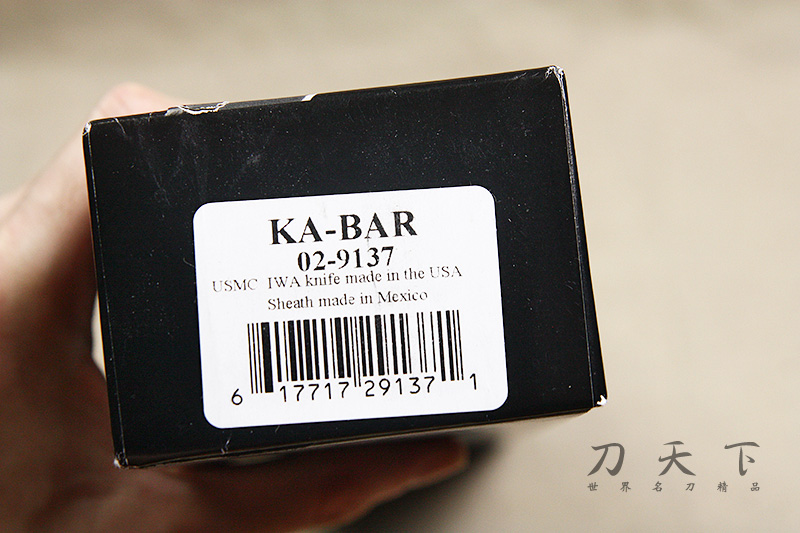 KA-BAR
02-9137
USMC IWA knife made in the USA
Sheath made in Mexico
6 17717 29137 1
刀天下
世界名刀精品